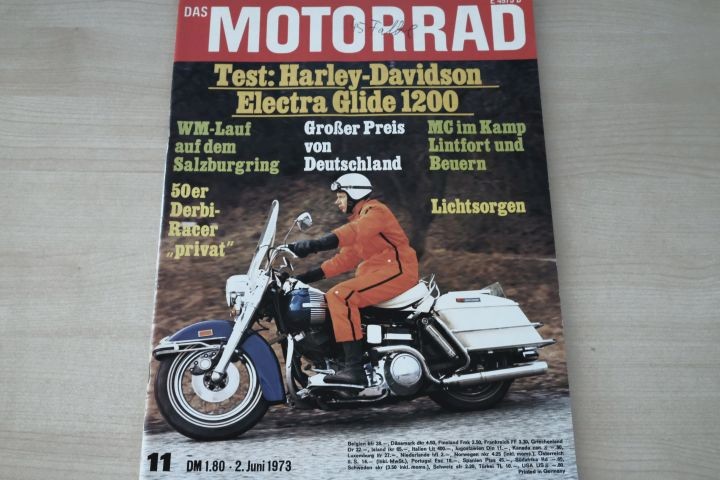 E 4973 D
DAS MOTORRAD
Test: Harley-Davidson
Electra Glide 1200
WM-Lauf
auf dem
Salzburgring
Großer Preis
von
Deutschland
MC im Kamp
Lintfort und
Beuern
50er
Derbi-
Racer
„privat"
Lichtsorgen
11 DM 1.80 · 2. Juni 1973
Printed in Germany